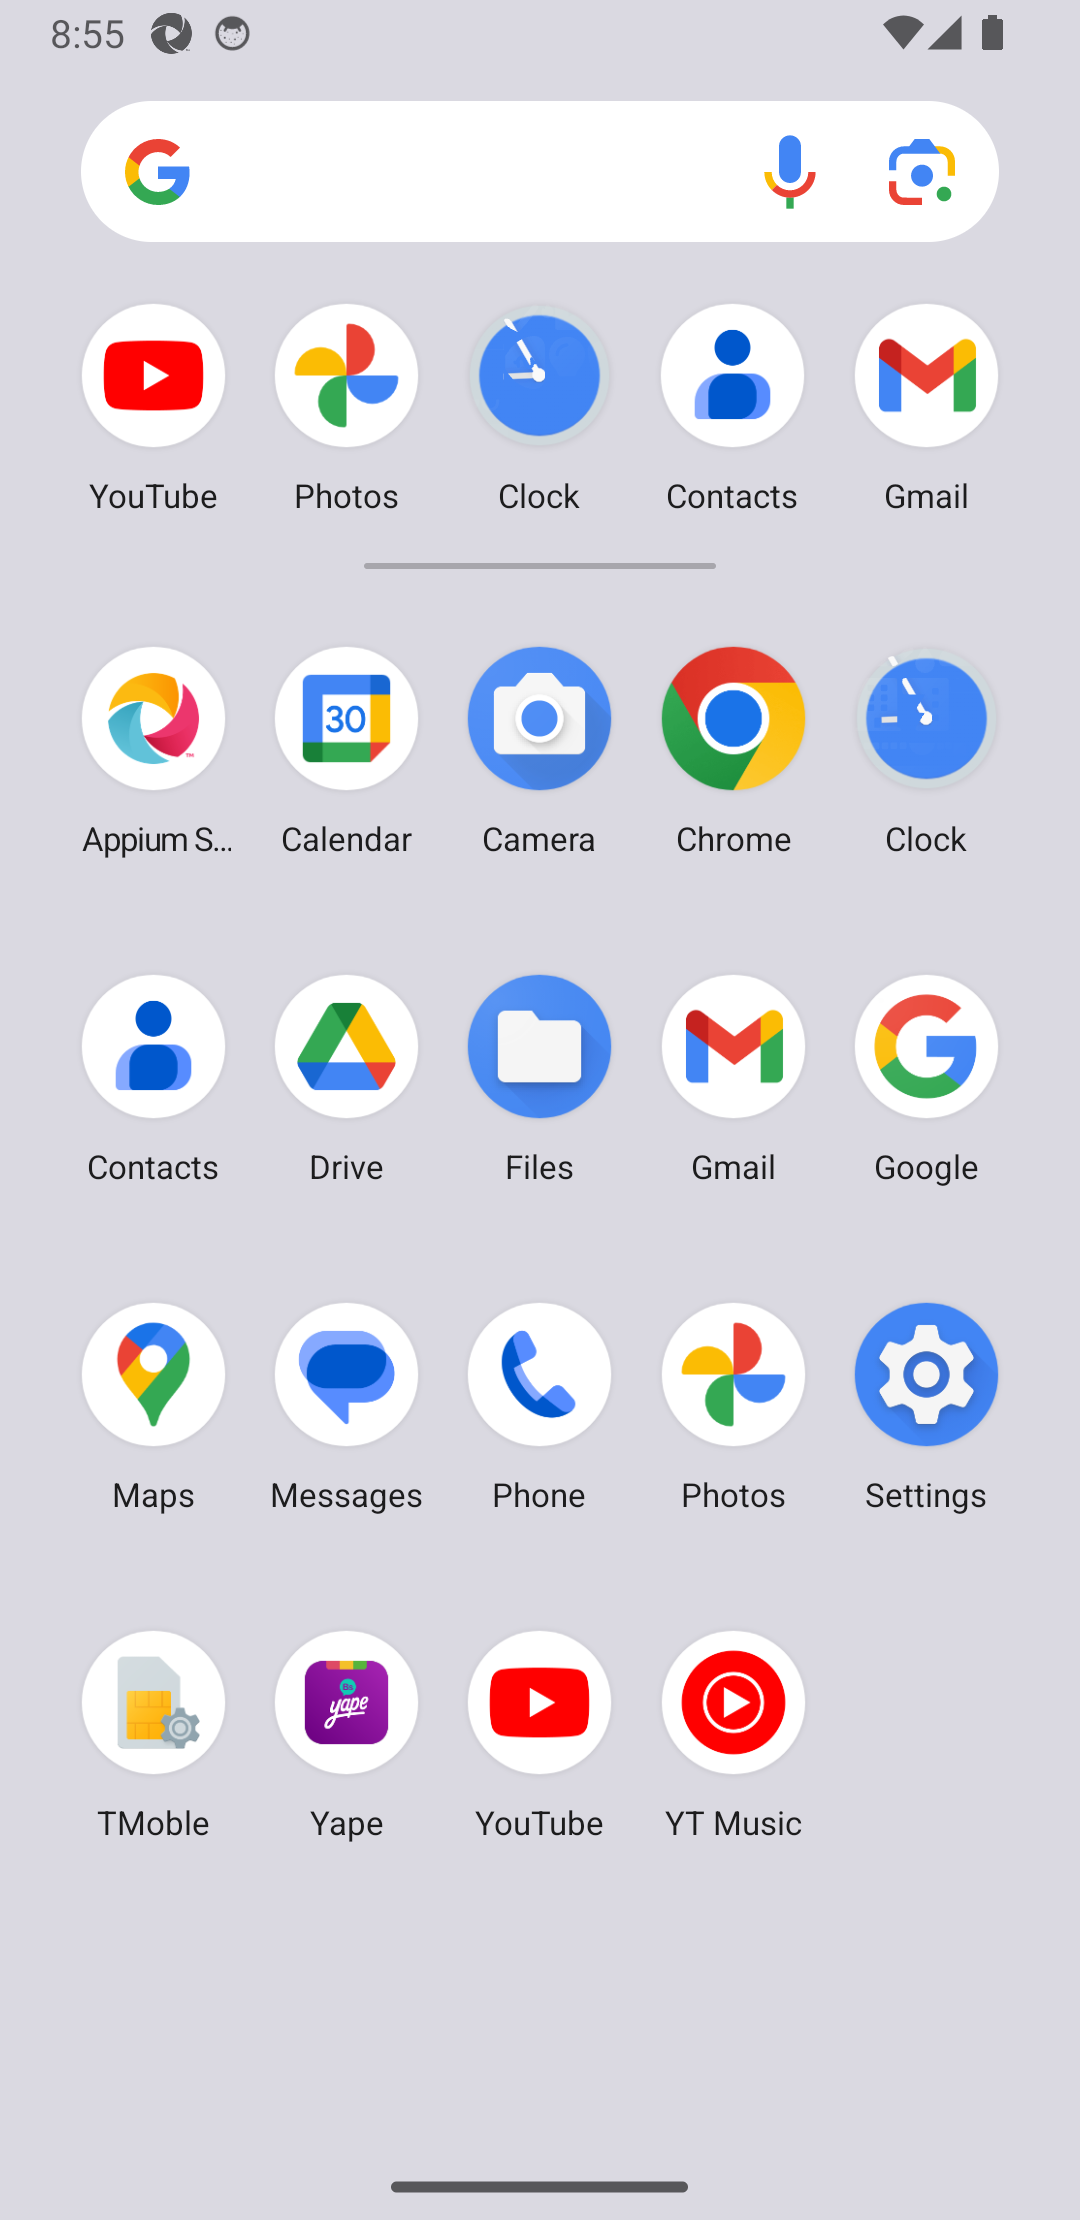 8:55
YouTube Photos Clock Contacts Gmail
Appium S... Calendar Camera Chrome Clock
30
Contacts Drive Files Gmail Google
Maps Messages Phone Photos Settings
Bs
yape
TMoble Yape YouTube YT Music